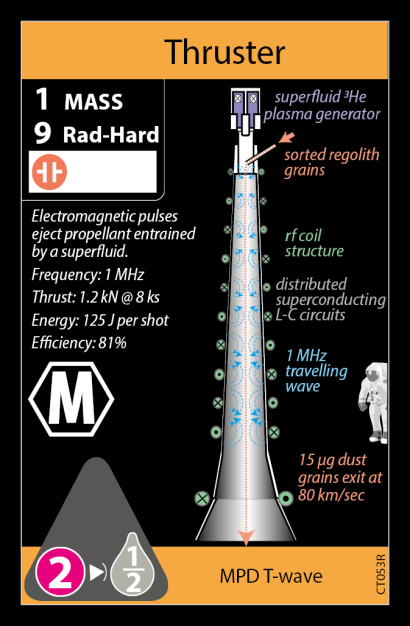 Thruster
1 MASS
9 Rad-Hard
Electromagnetic pulses
eject propellant entrained
by a superfluid.
Frequency: 1 MHz
Thrust: 1.2 kN @ 8 ks
Energy: 125 J per shot
Efficiency: 81%
M
superfluid ³He
plasma generator
sorted regolith
grains
rf coil
structure
distributed
superconducting
L-C circuits
1 MHz
travelling
wave
15 µg dust
grains exit at
80 km/sec
2
1/2
MPD T-wave
CT053R